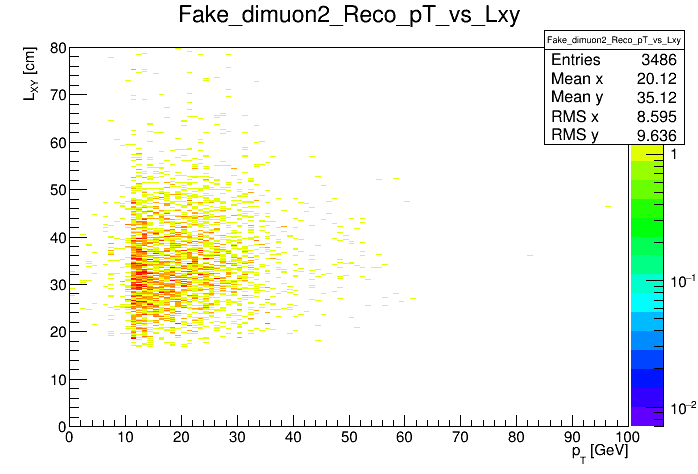 Fake_dimuon2_Reco_pT_vs_Lxy
Fake_dimuon2_Reco_pT_vs_Lxy
Entries 3486
Mean x 20.12
Mean y 35.12
RMS x 8.595
RMS y 9.636
L_XY [cm]
80
70
60
50
40
30
20
10
0
0 10 20 30 40 50 60 70 80 90 100
p_T [GeV]
1
10^-1
10^-2